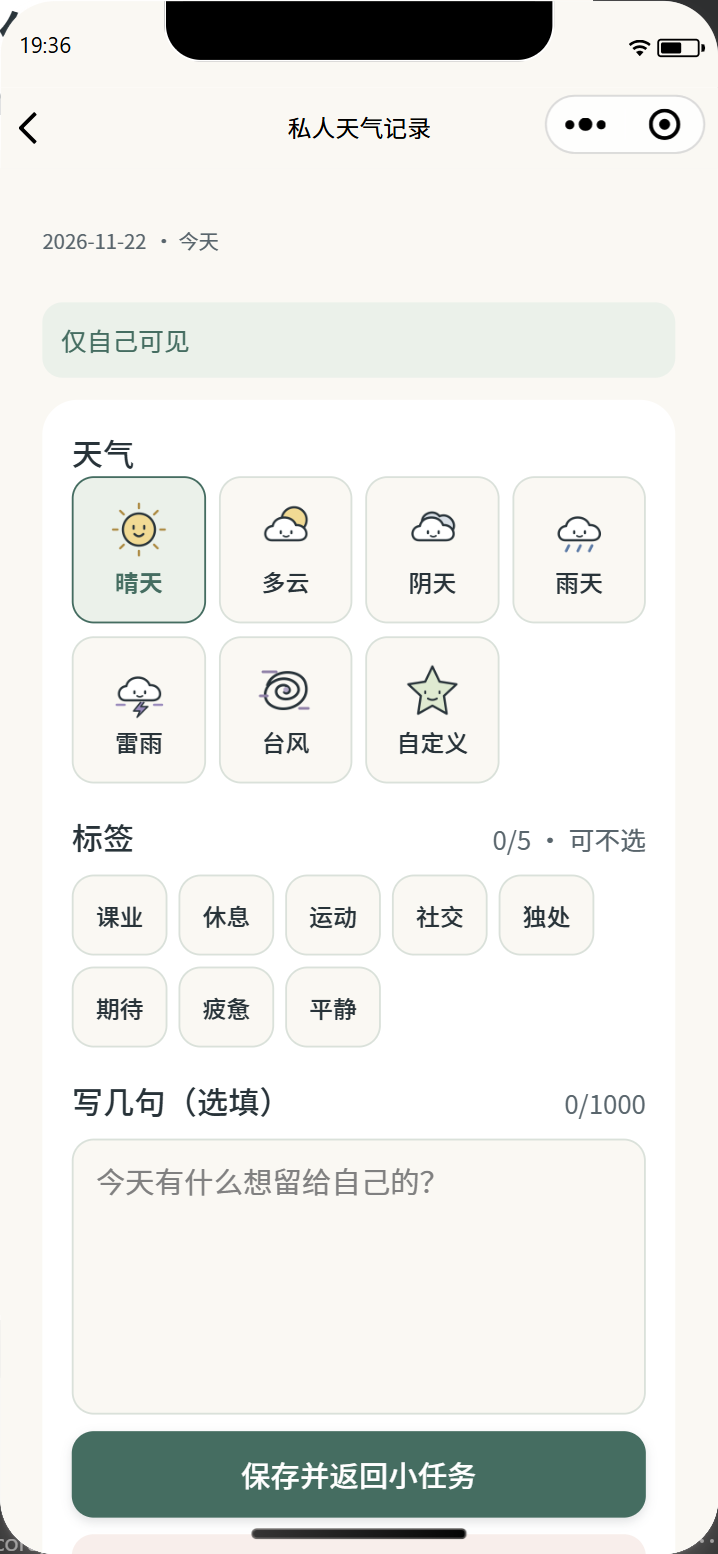 19:36
私人天气记录
2026-11-22 · 今天
仅自己可见
天气
晴天 多云 阴天 雨天
雷雨 台风 自定义
标签 0/5 · 可不选
课业 休息 运动 社交 独处
期待 疲惫 平静
写几句（选填） 0/1000
今天有什么想留给自己的？
保存并返回小任务